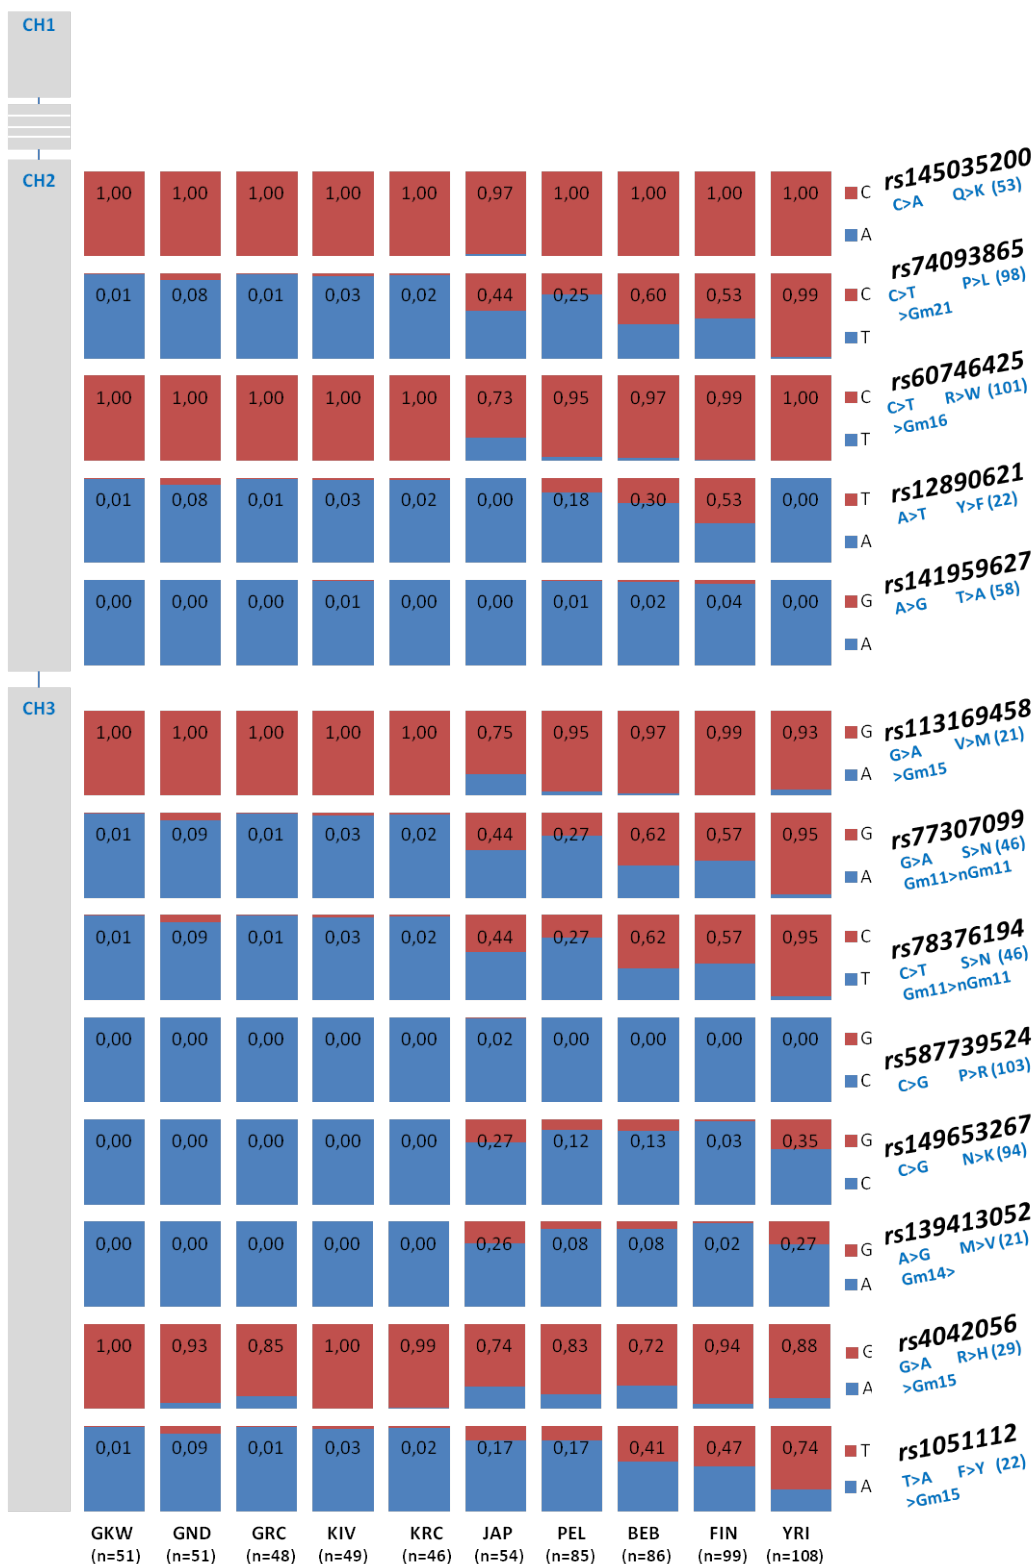 CH1
CH2
1,00 1,00 1,00 1,00 1,00 0,97 1,00 1,00 1,00 1,00
C
A
rs145035200
C>A Q>K (53)
0,01 0,08 0,01 0,03 0,02 0,44 0,25 0,60 0,53 0,99
C
T
rs74093865
C>T P>L (98)
>Gm21
1,00 1,00 1,00 1,00 1,00 0,73 0,95 0,97 0,99 1,00
C
T
rs60746425
C>T R>W (101)
>Gm16
0,01 0,08 0,01 0,03 0,02 0,00 0,18 0,30 0,53 0,00
T
A
rs12890621
A>T Y>F (22)
0,00 0,00 0,00 0,01 0,00 0,00 0,01 0,02 0,04 0,00
G
A
rs141959627
A>G T>A (58)
CH3
1,00 1,00 1,00 1,00 1,00 0,75 0,95 0,97 0,99 0,93
G
A
rs113169458
G>A V>M (21)
>Gm15
0,01 0,09 0,01 0,03 0,02 0,44 0,27 0,62 0,57 0,95
G
A
rs77307099
G>A S>N (46)
Gm11>nGm11
0,01 0,09 0,01 0,03 0,02 0,44 0,27 0,62 0,57 0,95
C
T
rs78376194
C>T S>N (46)
Gm11>nGm11
0,00 0,00 0,00 0,00 0,00 0,02 0,00 0,00 0,00 0,00
G
C
rs587739524
C>G P>R (103)
0,00 0,00 0,00 0,00 0,00 0,27 0,12 0,13 0,03 0,35
G
C
rs149653267
C>G N>K (94)
0,00 0,00 0,00 0,00 0,00 0,26 0,08 0,08 0,02 0,27
G
A
rs139413052
A>G M>V (21)
Gm14>
1,00 0,93 0,85 1,00 0,99 0,74 0,83 0,72 0,94 0,88
G
A
rs4042056
G>A R>H (29)
>Gm15
0,01 0,09 0,01 0,03 0,02 0,17 0,17 0,41 0,47 0,74
T
A
rs1051112
T>A F>Y (22)
>Gm15
GKW GND GRC KIV KRC JAP PEL BEB FIN YRI
(n=51) (n=51) (n=48) (n=49) (n=46) (n=54) (n=85) (n=86) (n=99) (n=108)